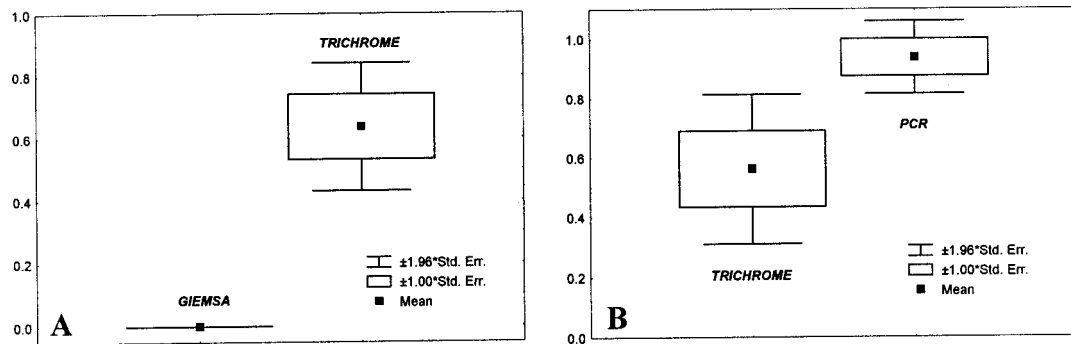 1.0
0.8
0.6
0.4
0.2
0.0
TRICHROME
GIEMSA
±1.96*Std. Err.
±1.00*Std. Err.
Mean
A
1.0
0.8
0.6
0.4
0.2
0.0
PCR
TRICHROME
±1.96*Std. Err.
±1.00*Std. Err.
Mean
B